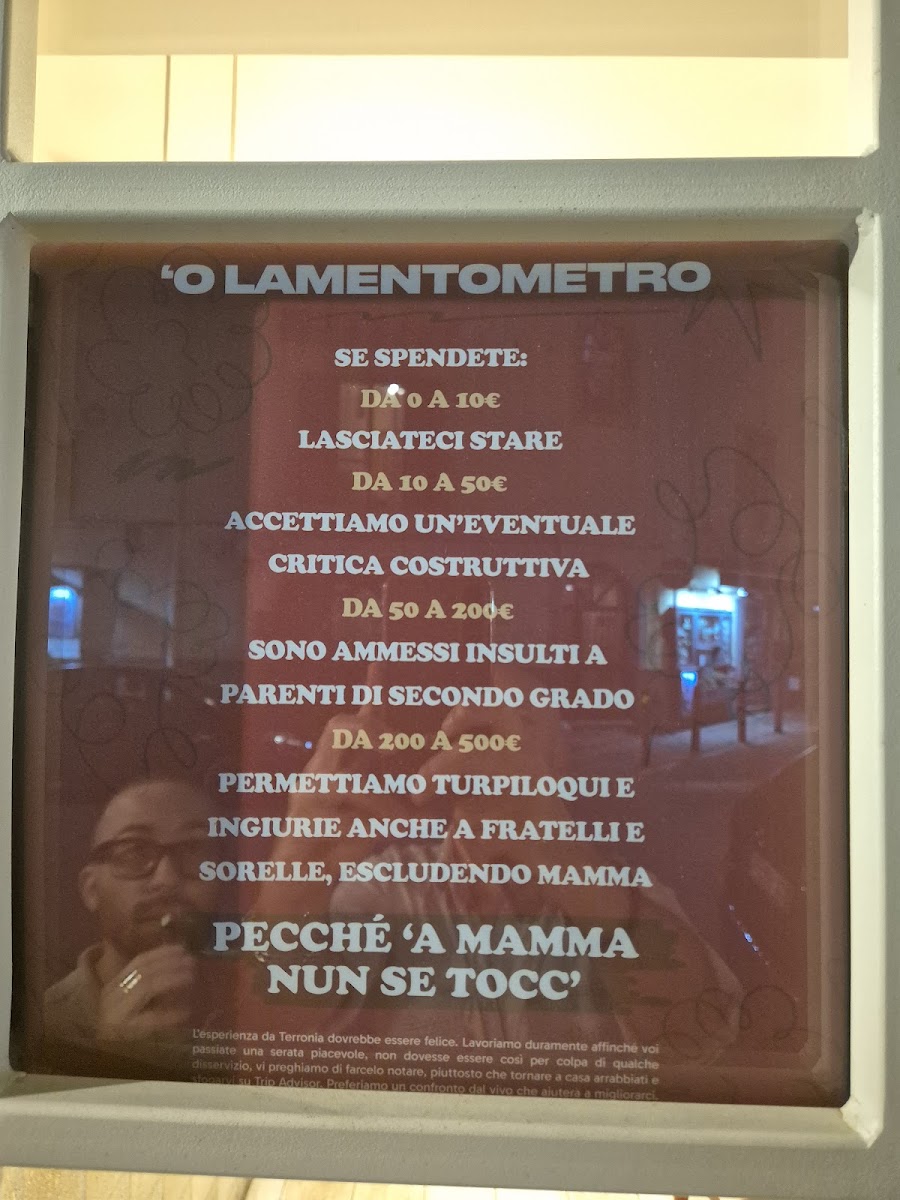 ‘O LAMENTOMETRO
SE SPENDETE:
DA 0 A 10€
LASCIATECI STARE
DA 10 A 50€
ACCETTIAMO UN’EVENTUALE
CRITICA COSTRUTTIVA
DA 50 A 200€
SONO AMMESSI INSULTI A
PARENTI DI SECONDO GRADO
DA 200 A 500€
PERMETTIAMO TURPILOQUI E
INGIURIE ANCHE A FRATELLI E
SORELLE, ESCLUDENDO MAMMA
PECCHÉ ‘A MAMMA
NUN SE TOCC’
L'esperienza da Terronia dovrebbe essere felice. Lavoriamo duramente affinché voi
passiate una serata piacevole, non dovesse essere così per colpa di qualche
disservizio, vi preghiamo di farcelo notare, piuttosto che tornare a casa arrabbiati e
sfogarvi su Trip Advisor. Preferiamo un confronto dal vivo che aiuterà a migliorarci.